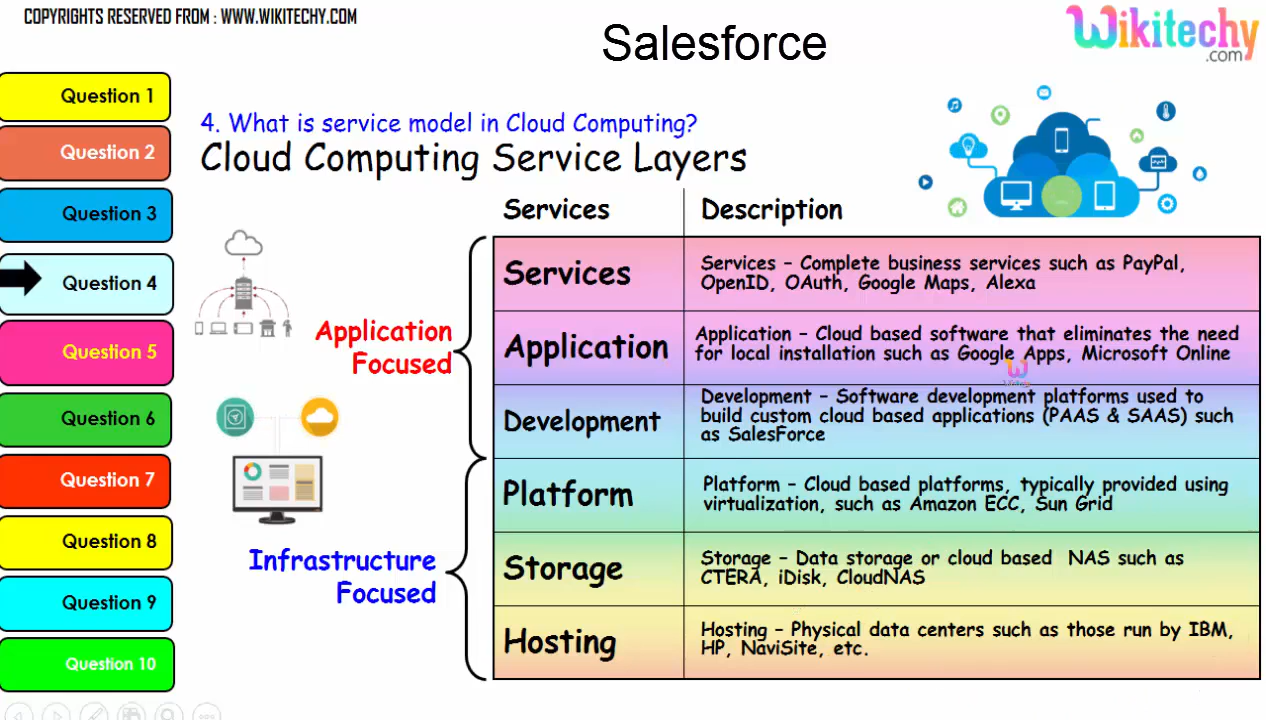 COPYRIGHTS RESERVED FROM : WWW.WIKITECHY.COM
Salesforce
Wikitechy
.com
Question 1
Question 2
Question 3
Question 4
Question 5
Question 6
Question 7
Question 8
Question 9
Question 10
4. What is service model in Cloud Computing?
Cloud Computing Service Layers
Services Description
Application
Focused
Infrastructure
Focused
Services
Services – Complete business services such as PayPal,
OpenID, OAuth, Google Maps, Alexa
Application
Application – Cloud based software that eliminates the need
for local installation such as Google Apps, Microsoft Online
Development
Development – Software development platforms used to
build custom cloud based applications (PAAS & SAAS) such
as SalesForce
Platform
Platform – Cloud based platforms, typically provided using
virtualization, such as Amazon ECC, Sun Grid
Storage
Storage – Data storage or cloud based NAS such as
CTERA, iDisk, CloudNAS
Hosting
Hosting – Physical data centers such as those run by IBM,
HP, NaviSite, etc.